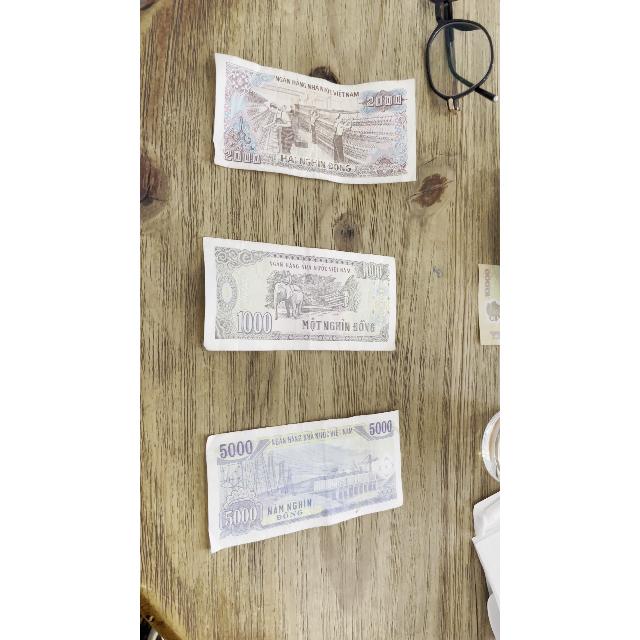 NGÂN HÀNG NHÀ NƯỚC VIỆT NAM
2000
2000
HAI NGHÌN ĐỒNG
NGÂN HÀNG NHÀ NƯỚC VIỆT NAM
1000
1000
MỘT NGHÌN ĐỒNG
5000
NGÂN HÀNG NHÀ NƯỚC VIỆT NAM
5000
5000
NĂM NGHÌN
ĐỒNG